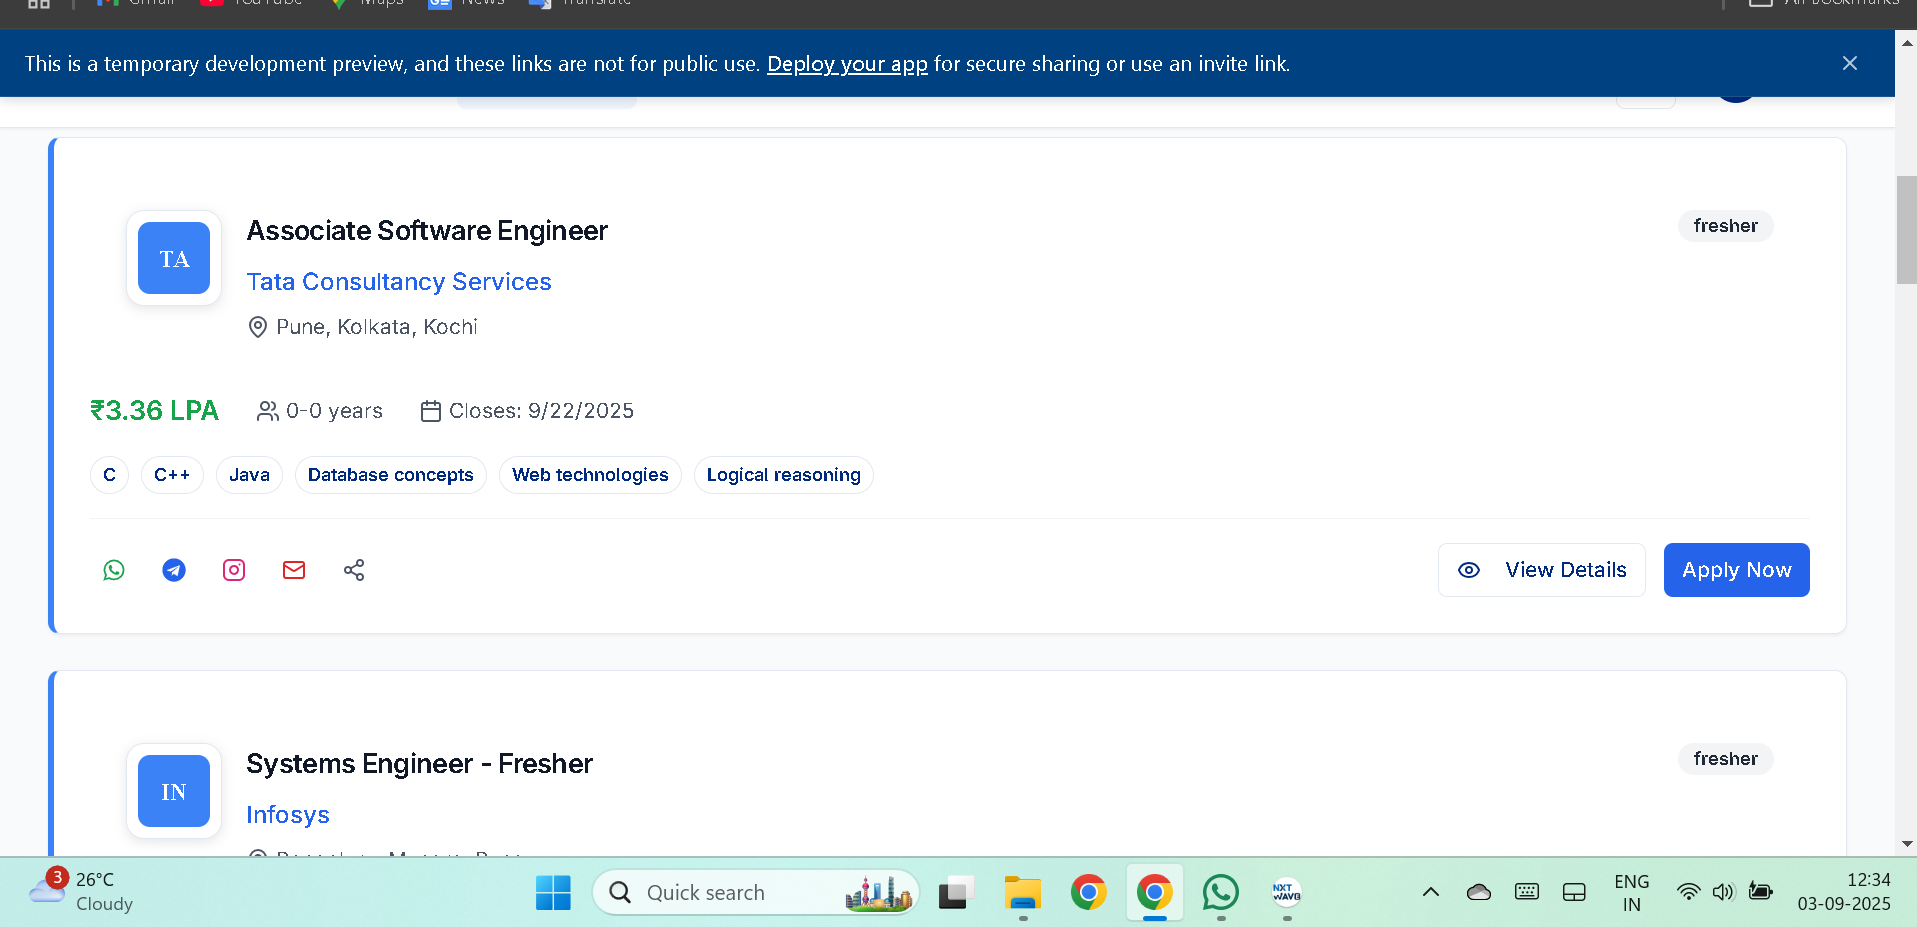 Gmail YouTube Maps News Translate All Bookmarks
This is a temporary development preview, and these links are not for public use. Deploy your app for secure sharing or use an invite link.
TA
Associate Software Engineer
fresher
Tata Consultancy Services
Pune, Kolkata, Kochi
₹3.36 LPA 0-0 years Closes: 9/22/2025
C C++ Java Database concepts Web technologies Logical reasoning
View Details Apply Now
IN
Systems Engineer - Fresher
fresher
Infosys
3
26°C
Cloudy
Quick search
NXT
WAVE
ENG
IN
12:34
03-09-2025